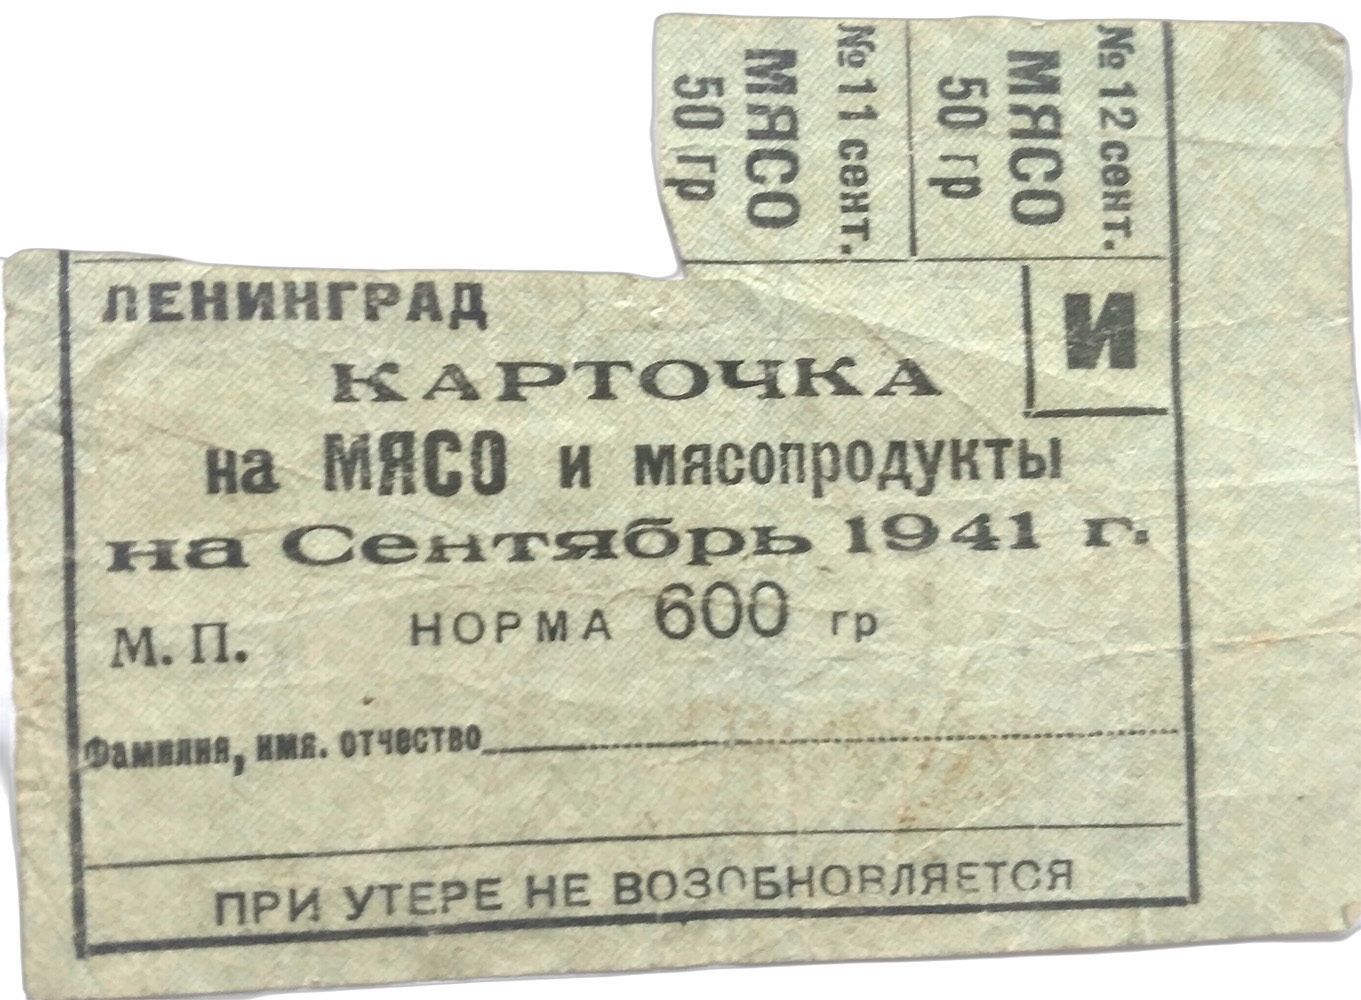 № 11 сент.
МЯСО
50 гр
№ 12 сент.
МЯСО
50 гр
ЛЕНИНГРАД
И
КАРТОЧКА
на МЯСО и мясопродукты
на Сентябрь 1941 г.
М. П. НОРМА 600 гр
Фамилия, имя. отчество
ПРИ УТЕРЕ НЕ ВОЗОБНОВЛЯЕТСЯ